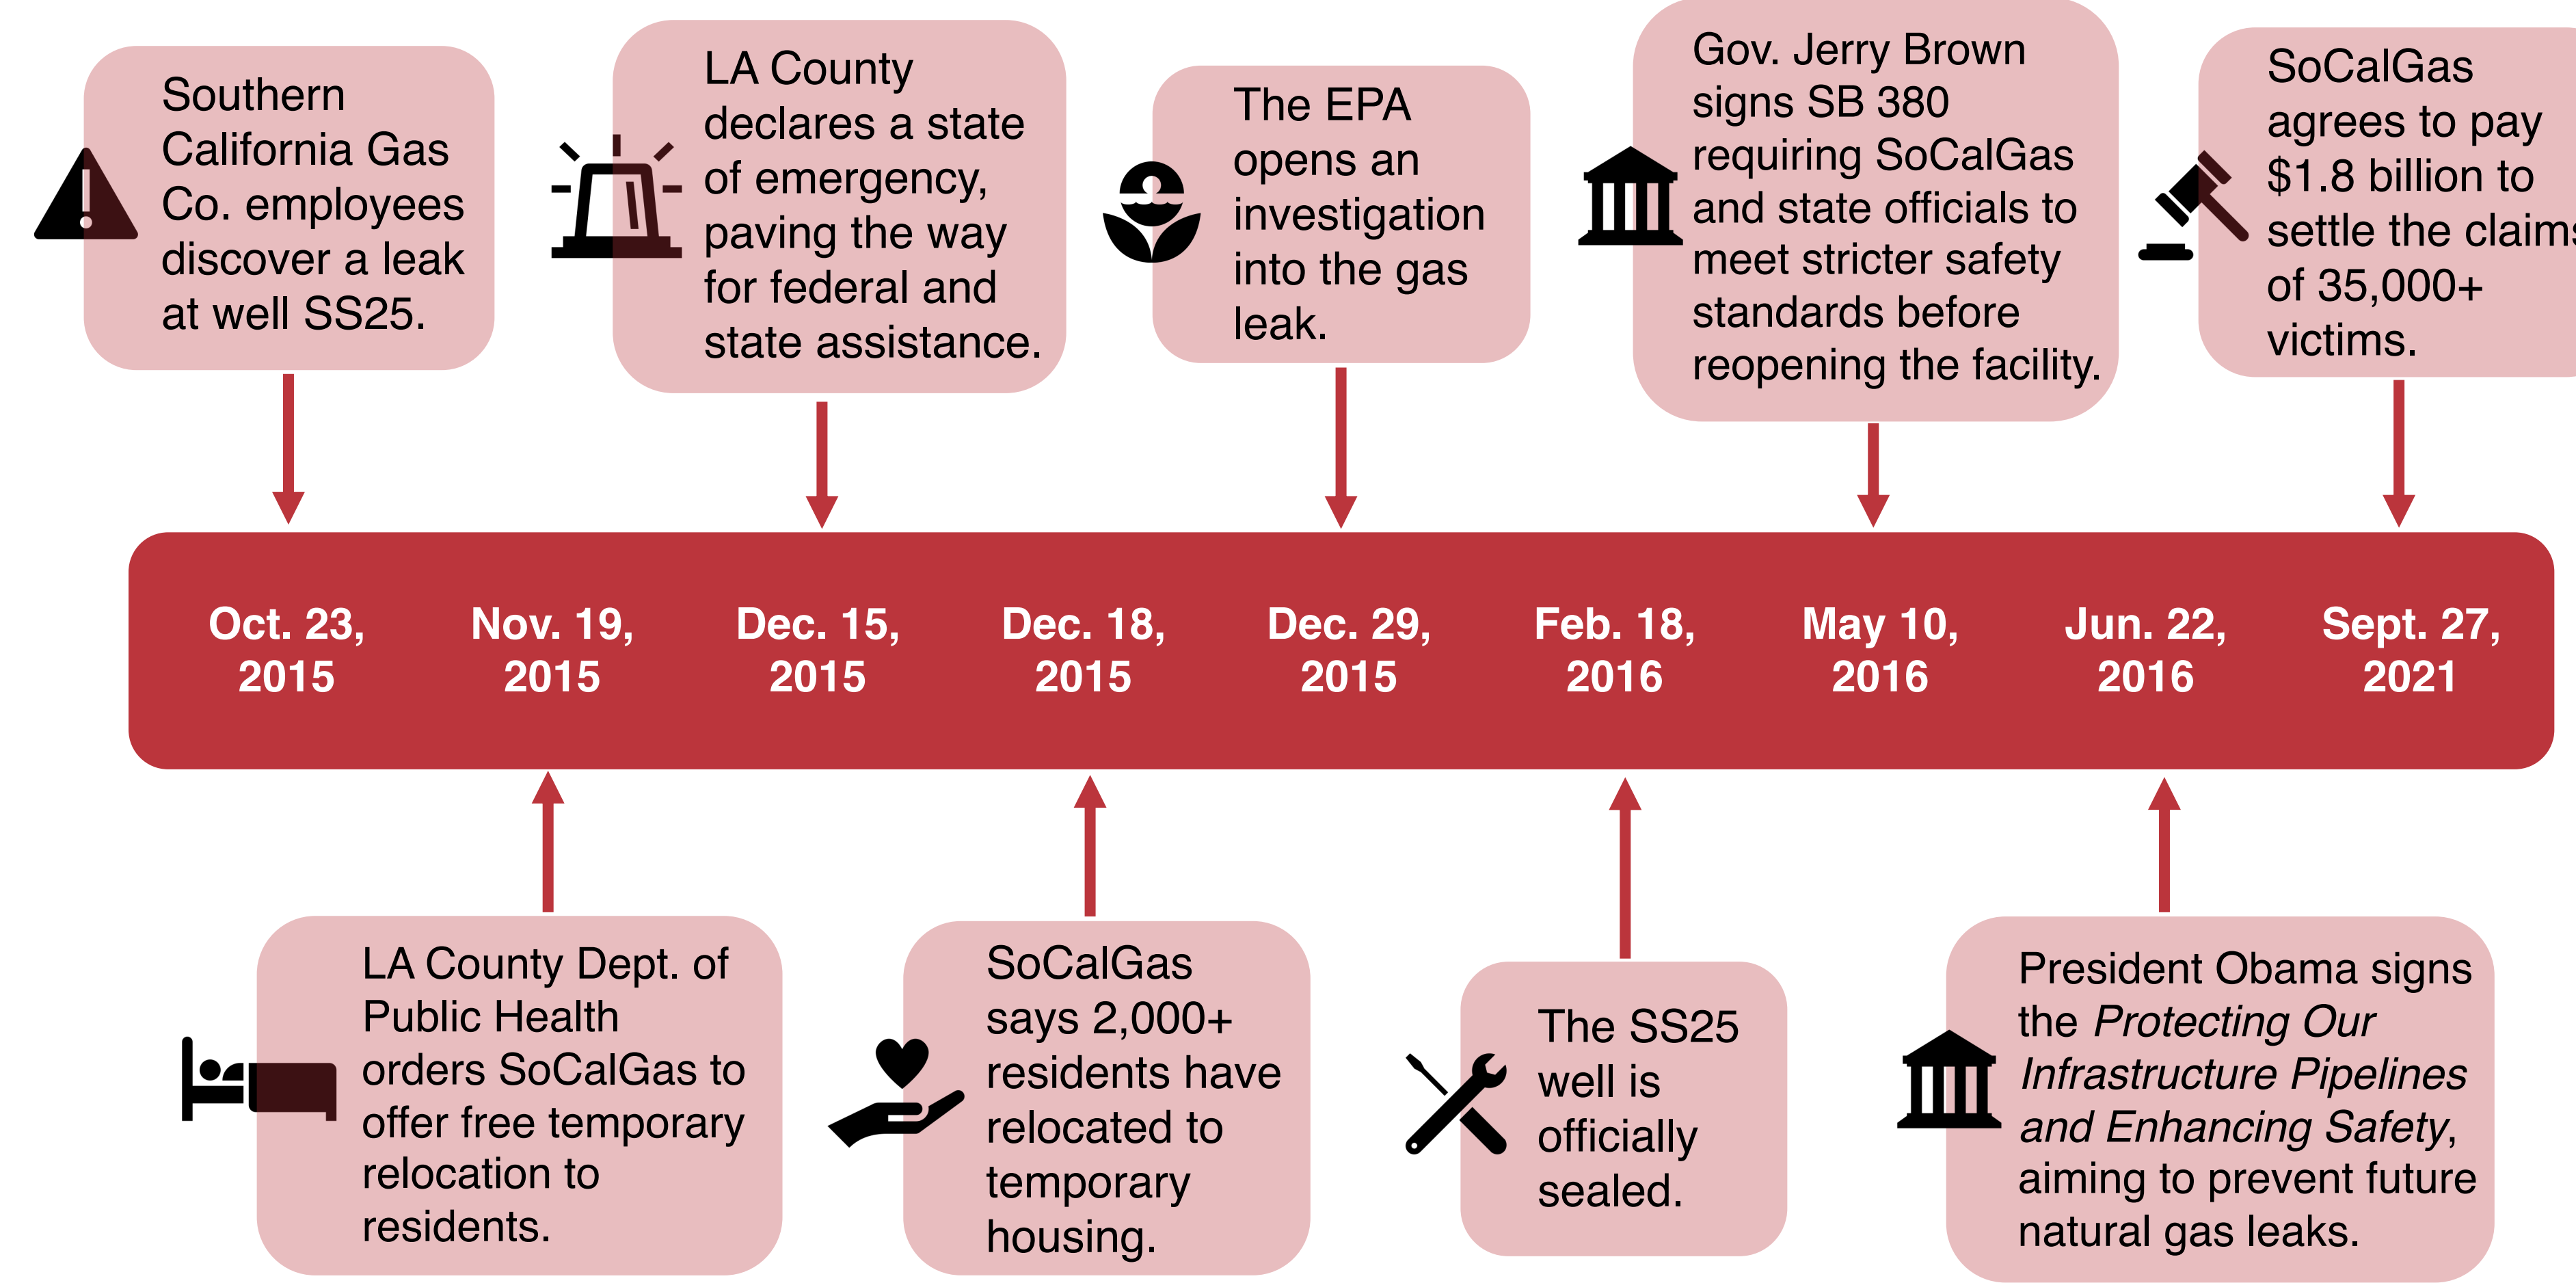 Southern
California Gas
Co. employees
discover a leak
at well SS25.
LA County
declares a state
of emergency,
paving the way
for federal and
state assistance.
The EPA
opens an
investigation
into the gas
leak.
Gov. Jerry Brown
signs SB 380
requiring SoCalGas
and state officials to
meet stricter safety
standards before
reopening the facility.
SoCalGas
agrees to pay
$1.8 billion to
settle the claims
of 35,000+
victims.
Oct. 23,
2015
Nov. 19,
2015
Dec. 15,
2015
Dec. 18,
2015
Dec. 29,
2015
Feb. 18,
2016
May 10,
2016
Jun. 22,
2016
Sept. 27,
2021
LA County Dept. of
Public Health
orders SoCalGas to
offer free temporary
relocation to
residents.
SoCalGas
says 2,000+
residents have
relocated to
temporary
housing.
The SS25
well is
officially
sealed.
President Obama signs
the Protecting Our
Infrastructure Pipelines
and Enhancing Safety,
aiming to prevent future
natural gas leaks.